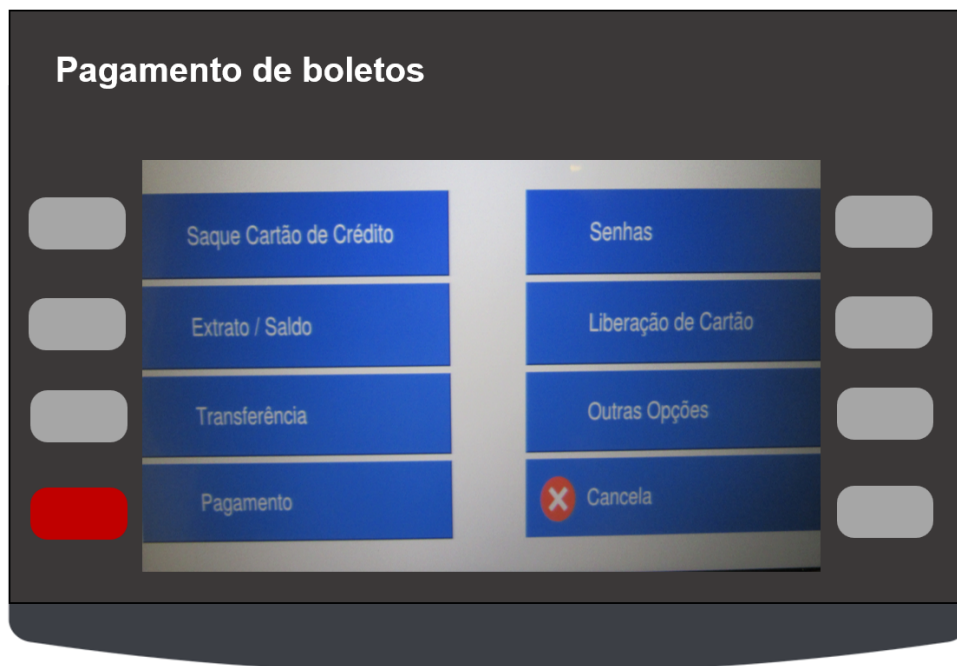 Pagamento de boletos
Saque Cartão de Crédito
Senhas
Extrato / Saldo
Liberação de Cartão
Transferência
Outras Opções
Pagamento
Cancela